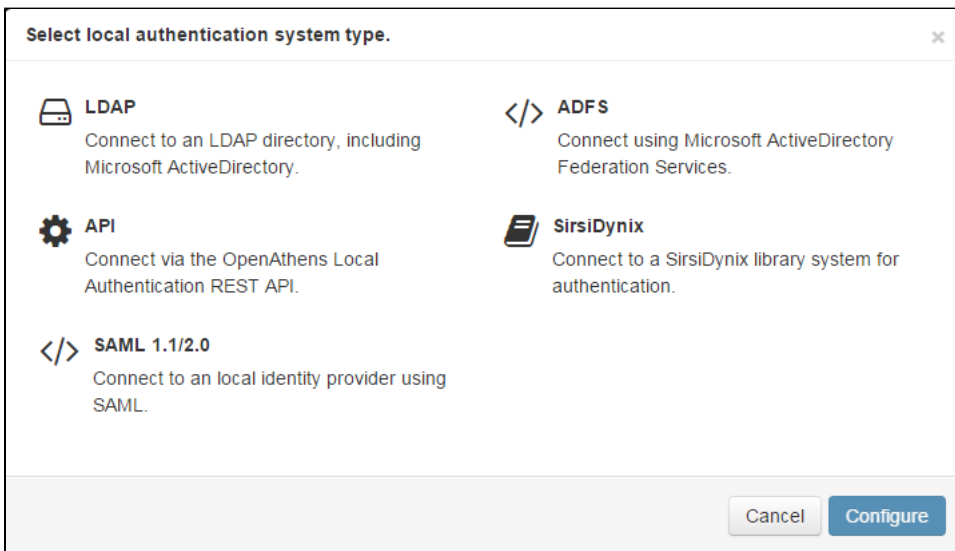 Select local authentication system type.
LDAP
Connect to an LDAP directory, including
Microsoft ActiveDirectory.
ADFS
Connect using Microsoft ActiveDirectory
Federation Services.
API
Connect via the OpenAthens Local
Authentication REST API.
SirsiDynix
Connect to a SirsiDynix library system for
authentication.
SAML 1.1/2.0
Connect to an local identity provider using
SAML.
Cancel
Configure